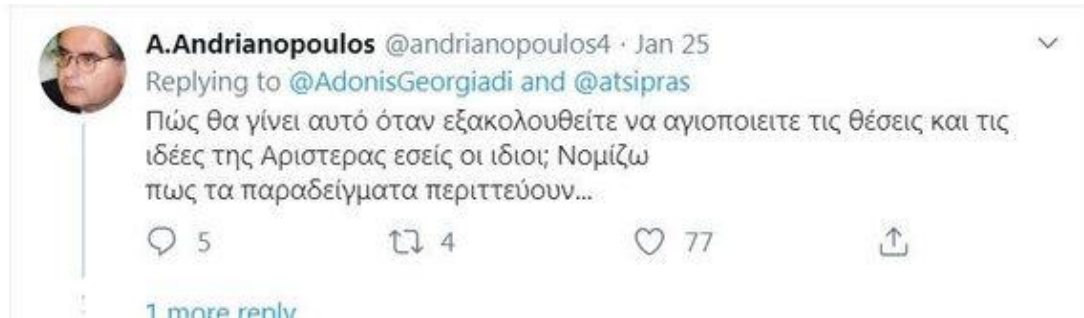 A.Andrianopoulos @andrianopoulos4 · Jan 25
Replying to @AdonisGeorgiadi and @atsipras
Πώς θα γίνει αυτό όταν εξακολουθείτε να αγιοποιειτε τις θέσεις και τις
ιδέες της Αριστερας εσείς οι ιδιοι; Νομίζω
πως τα παραδείγματα περιττεύουν...
5 4 77
1 more reply